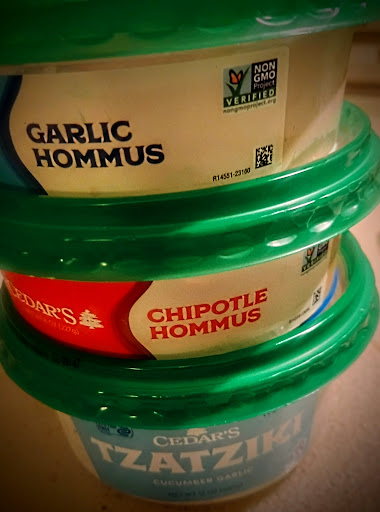 NON
GMO
Project
VERIFIED
nongmoproject.org
GARLIC
HOMMUS
R14551-23160
CEDAR'S
CHIPOTLE
HOMMUS
CEDAR'S
TZATZIKI
CUCUMBER GARLIC